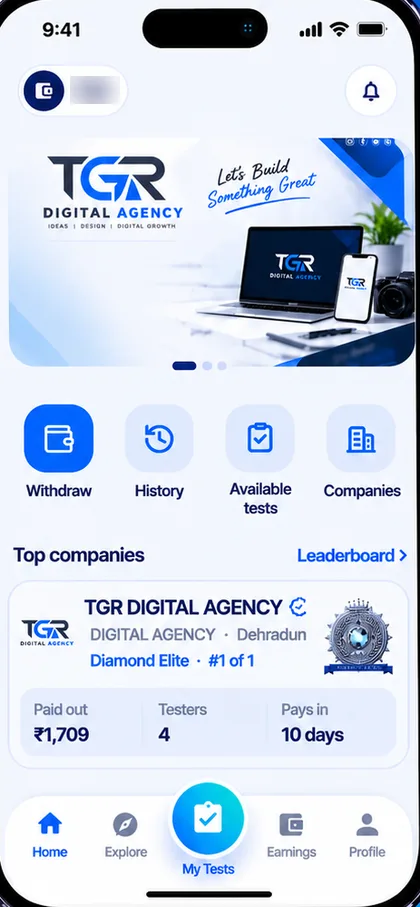 9:41
TGR
DIGITAL AGENCY
IDEAS | DESIGN | DIGITAL GROWTH
Let's Build
Something Great
TGR
DIGITAL AGENCY
TGR
Withdraw
History
Available
tests
Companies
Top companies
Leaderboard
TGR
DIGITAL AGENCY
TGR DIGITAL AGENCY
DIGITAL AGENCY · Dehradun
Diamond Elite · #1 of 1
Paid out
Testers
Pays in
₹1,709
4
10 days
Home
Explore
My Tests
Earnings
Profile